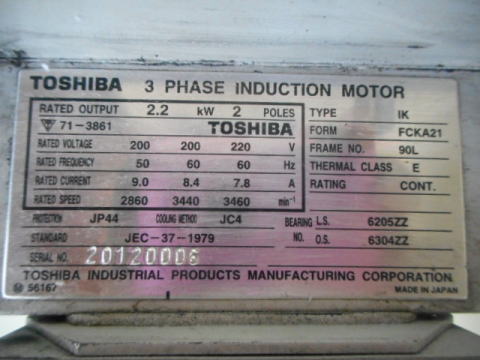 TOSHIBA 3 PHASE INDUCTION MOTOR
RATED OUTPUT 2.2 kW 2 POLES
71-3861 TOSHIBA
RATED VOLTAGE 200 200 220 V
RATED FREQUENCY 50 60 60 Hz
RATED CURRENT 9.0 8.4 7.8 A
RATED SPEED 2860 3440 3460 min⁻¹
TYPE IK
FORM FCKA21
FRAME NO. 90L
THERMAL CLASS E
RATING CONT.
PROTECTION JP44 COOLING METHOD JC4
STANDARD JEC-37-1979
SERIAL NO. 20120006
BEARING NO. L.S. 6205ZZ
O.S. 6304ZZ
TOSHIBA INDUSTRIAL PRODUCTS MANUFACTURING CORPORATION
M 56167 MADE IN JAPAN